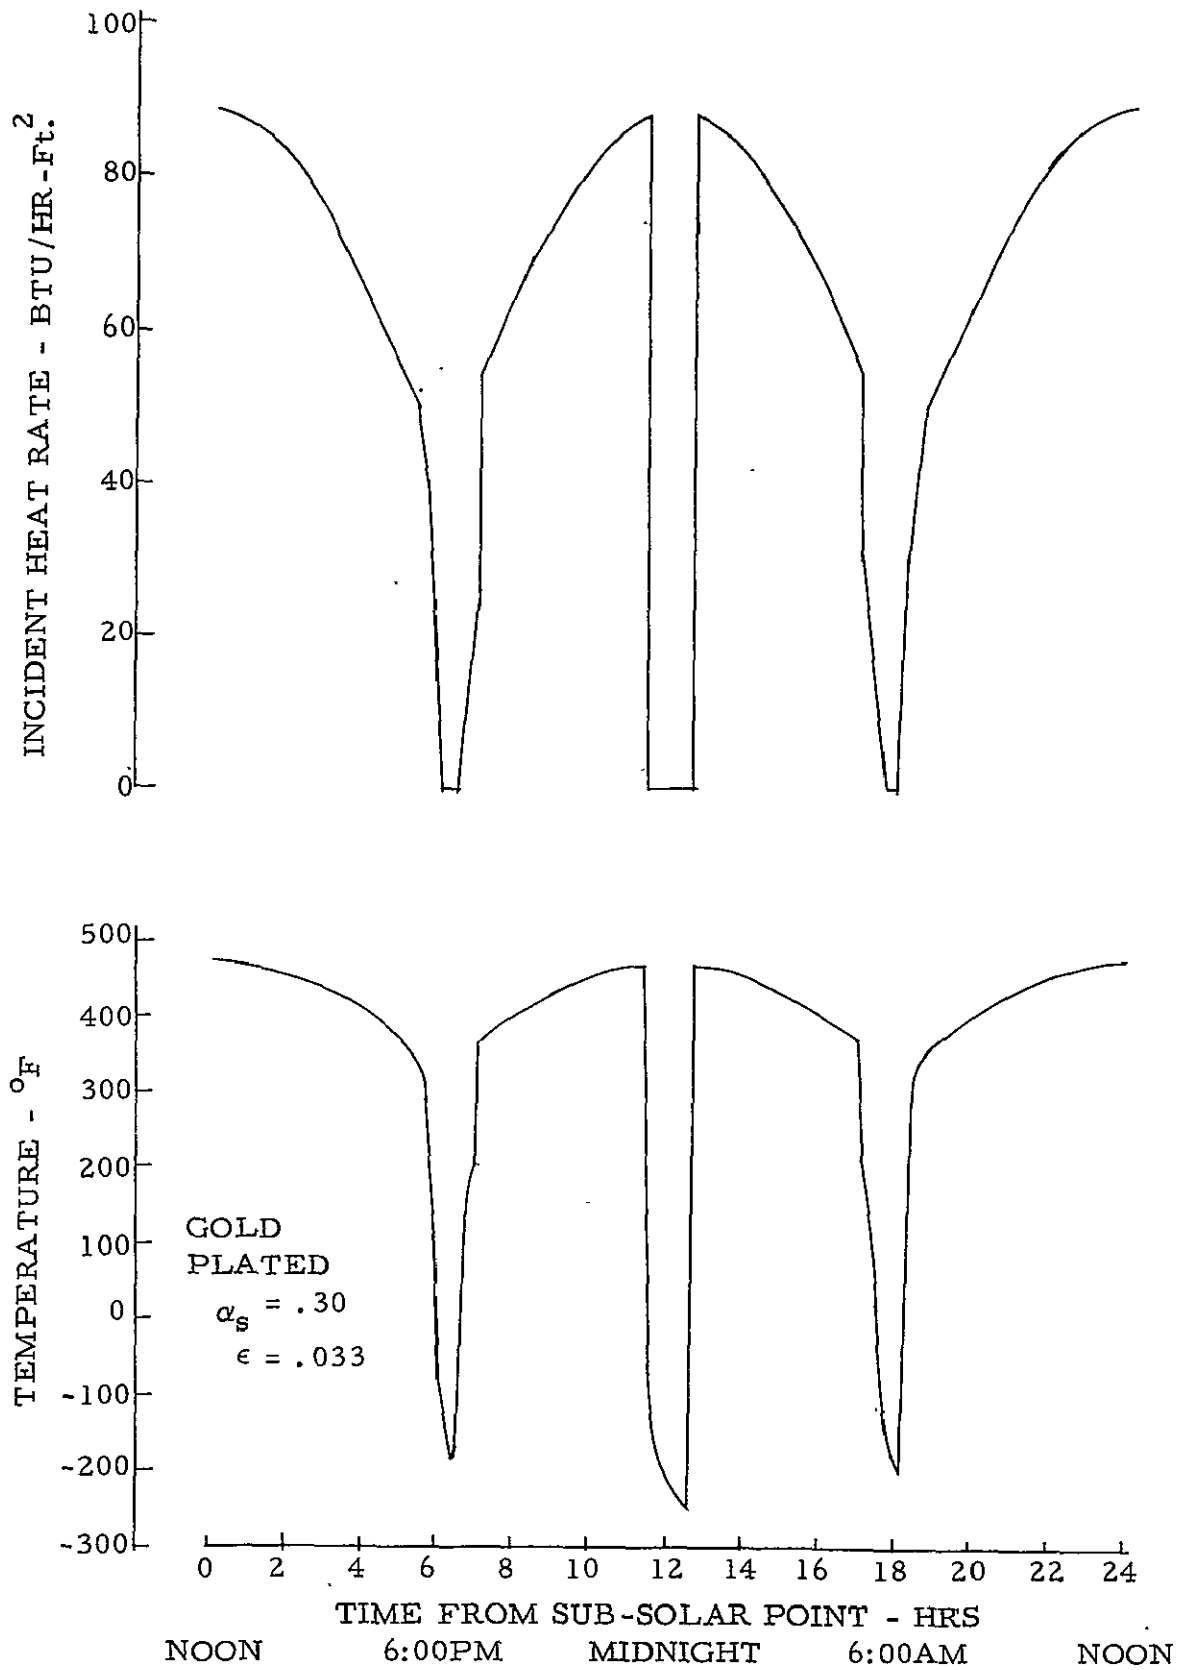 INCIDENT HEAT RATE - BTU/HR-Ft.2
100
80
60
40
20
0
TEMPERATURE - °F
500
400
300
200
100
0
-100
-200
-300
GOLD
PLATED
αs = .30
ϵ = .033
0 2 4 6 8 10 12 14 16 18 20 22 24
TIME FROM SUB-SOLAR POINT - HRS
NOON 6:00PM MIDNIGHT 6:00AM NOON